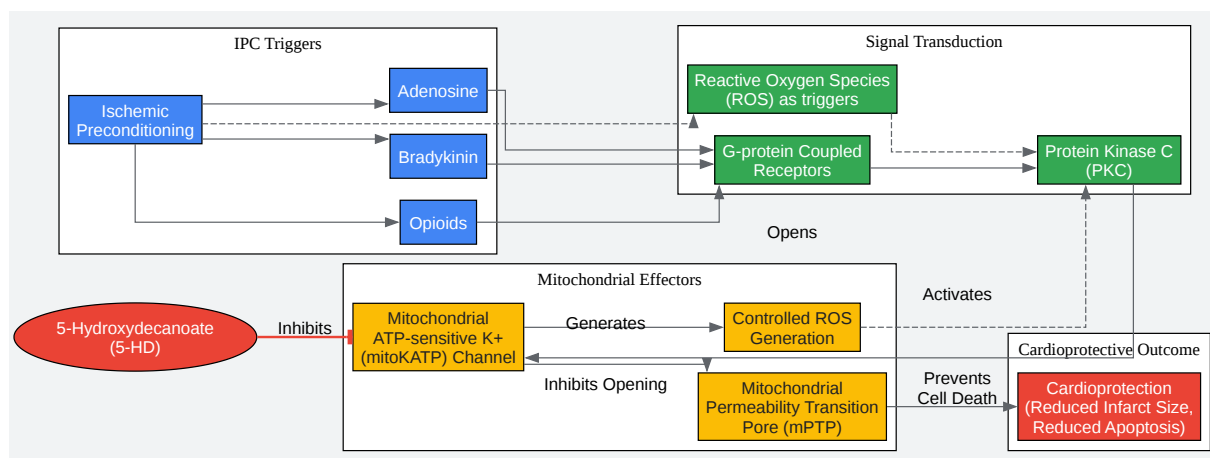 IPC Triggers
Ischemic
Preconditioning
Adenosine
Bradykinin
Opioids
Signal Transduction
Reactive Oxygen Species
(ROS) as triggers
G-protein Coupled
Receptors
Protein Kinase C
(PKC)
Opens
Mitochondrial Effectors
5-Hydroxydecanoate
(5-HD)
Inhibits
Mitochondrial
ATP-sensitive K+
(mitoKATP) Channel
Generates
Controlled ROS
Generation
Activates
Inhibits Opening
Mitochondrial
Permeability Transition
Pore (mPTP)
Prevents
Cell Death
Cardioprotective Outcome
Cardioprotection
(Reduced Infarct Size,
Reduced Apoptosis)